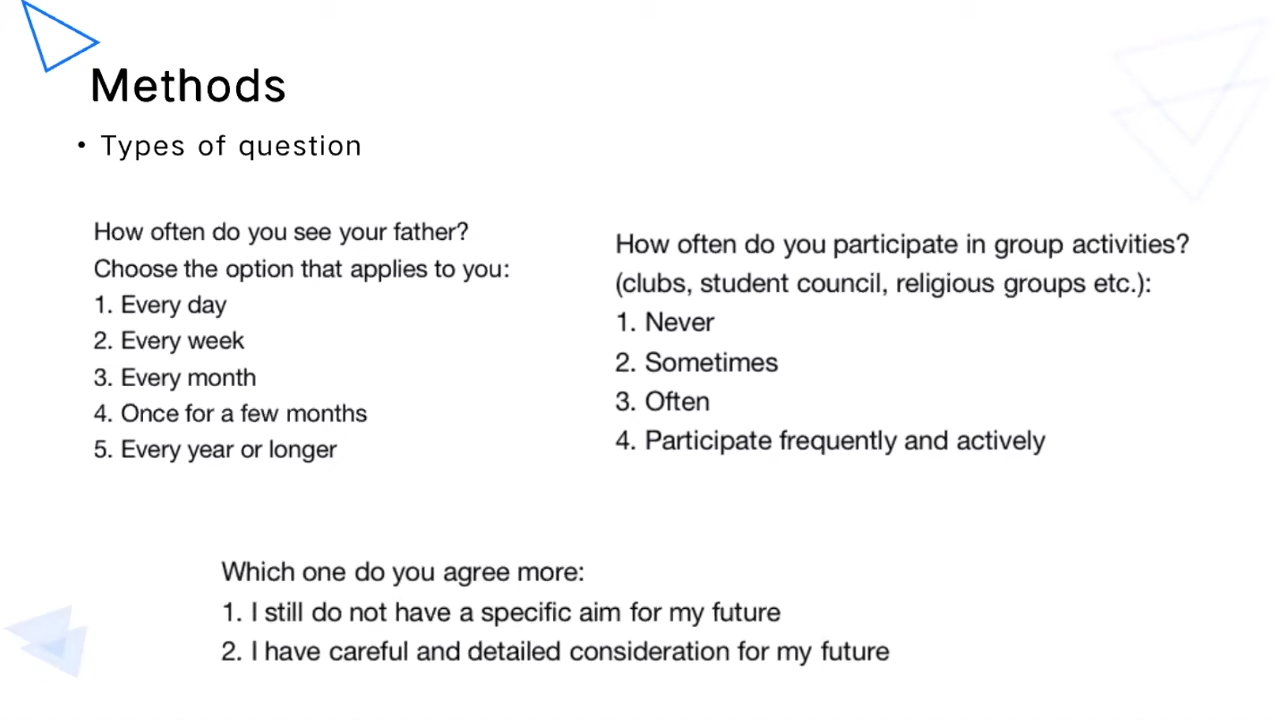 Methods
• Types of question
How often do you see your father?
Choose the option that applies to you:
1. Every day
2. Every week
3. Every month
4. Once for a few months
5. Every year or longer
How often do you participate in group activities?
(clubs, student council, religious groups etc.):
1. Never
2. Sometimes
3. Often
4. Participate frequently and actively
Which one do you agree more:
1. I still do not have a specific aim for my future
2. I have careful and detailed consideration for my future